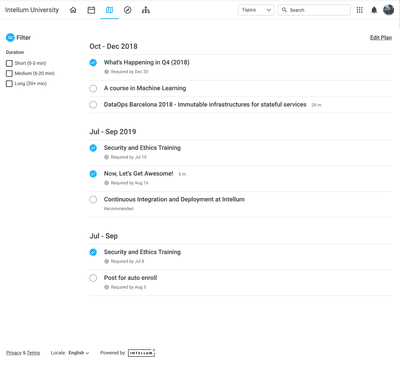 Intellum University
Topics
Search
Filter
Edit Plan
Duration
Short (0-5 min)
Medium (6-20 min)
Long (20+ min)
Oct - Dec 2018
What's Happening in Q4 (2018)
Required by Dec 20
A course in Machine Learning
DataOps Barcelona 2018 - Immutable infrastructures for stateful services 29 m
Jul - Sep 2019
Security and Ethics Training
Required by Jul 10
Now, Let's Get Awesome! 5 m
Required by Aug 16
Continuous Integration and Deployment at Intellum
Recommended
Jul - Sep
Security and Ethics Training
Required by Jul 8
Post for auto enroll
Required by Aug 3
Privacy & Terms Locale: English Powered by: INTELLUM